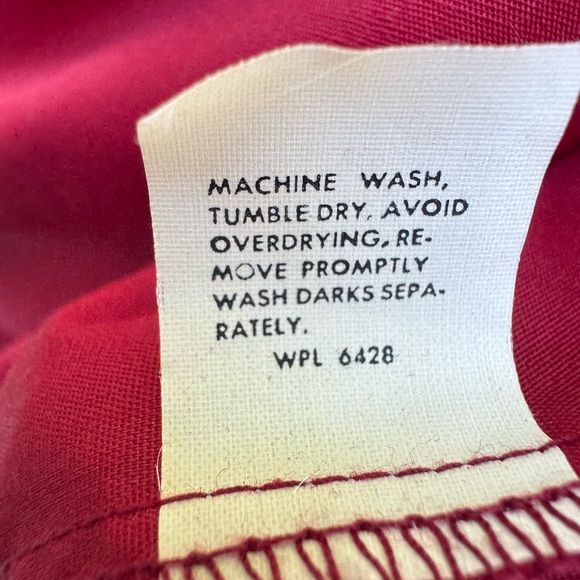 MACHINE WASH,
TUMBLE DRY. AVOID
OVERDRYING, RE-
MOVE PROMPTLY
WASH DARKS SEPA-
RATELY.
WPL 6428